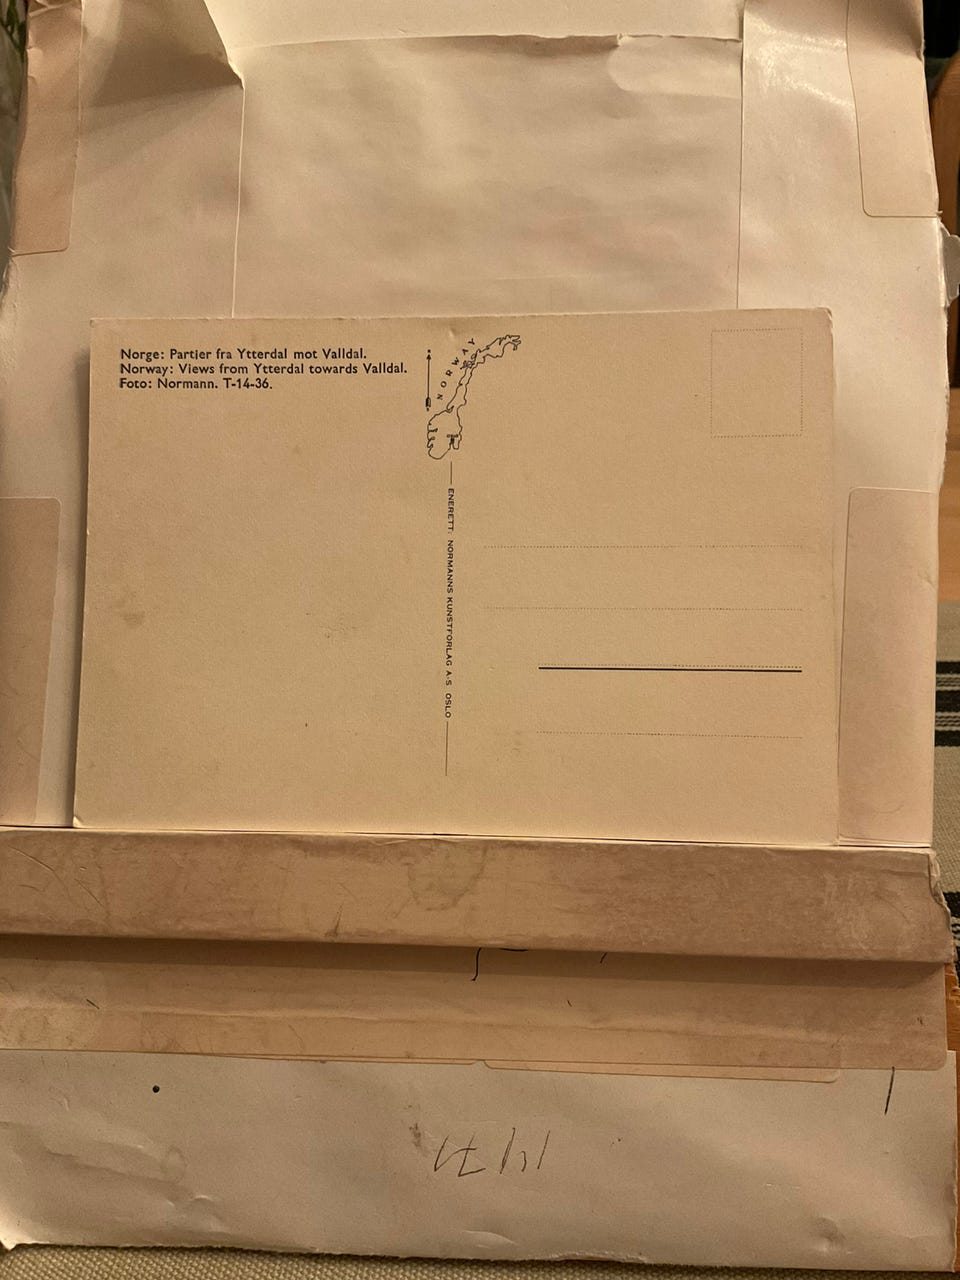 Norge: Partier fra Ytterdal mot Valldal.
Norway: Views from Ytterdal towards Valldal.
Foto: Normann. T-14-36.
NORWAY
ENERETT: NORMANNS KUNSTFORLAG A/S OSLO